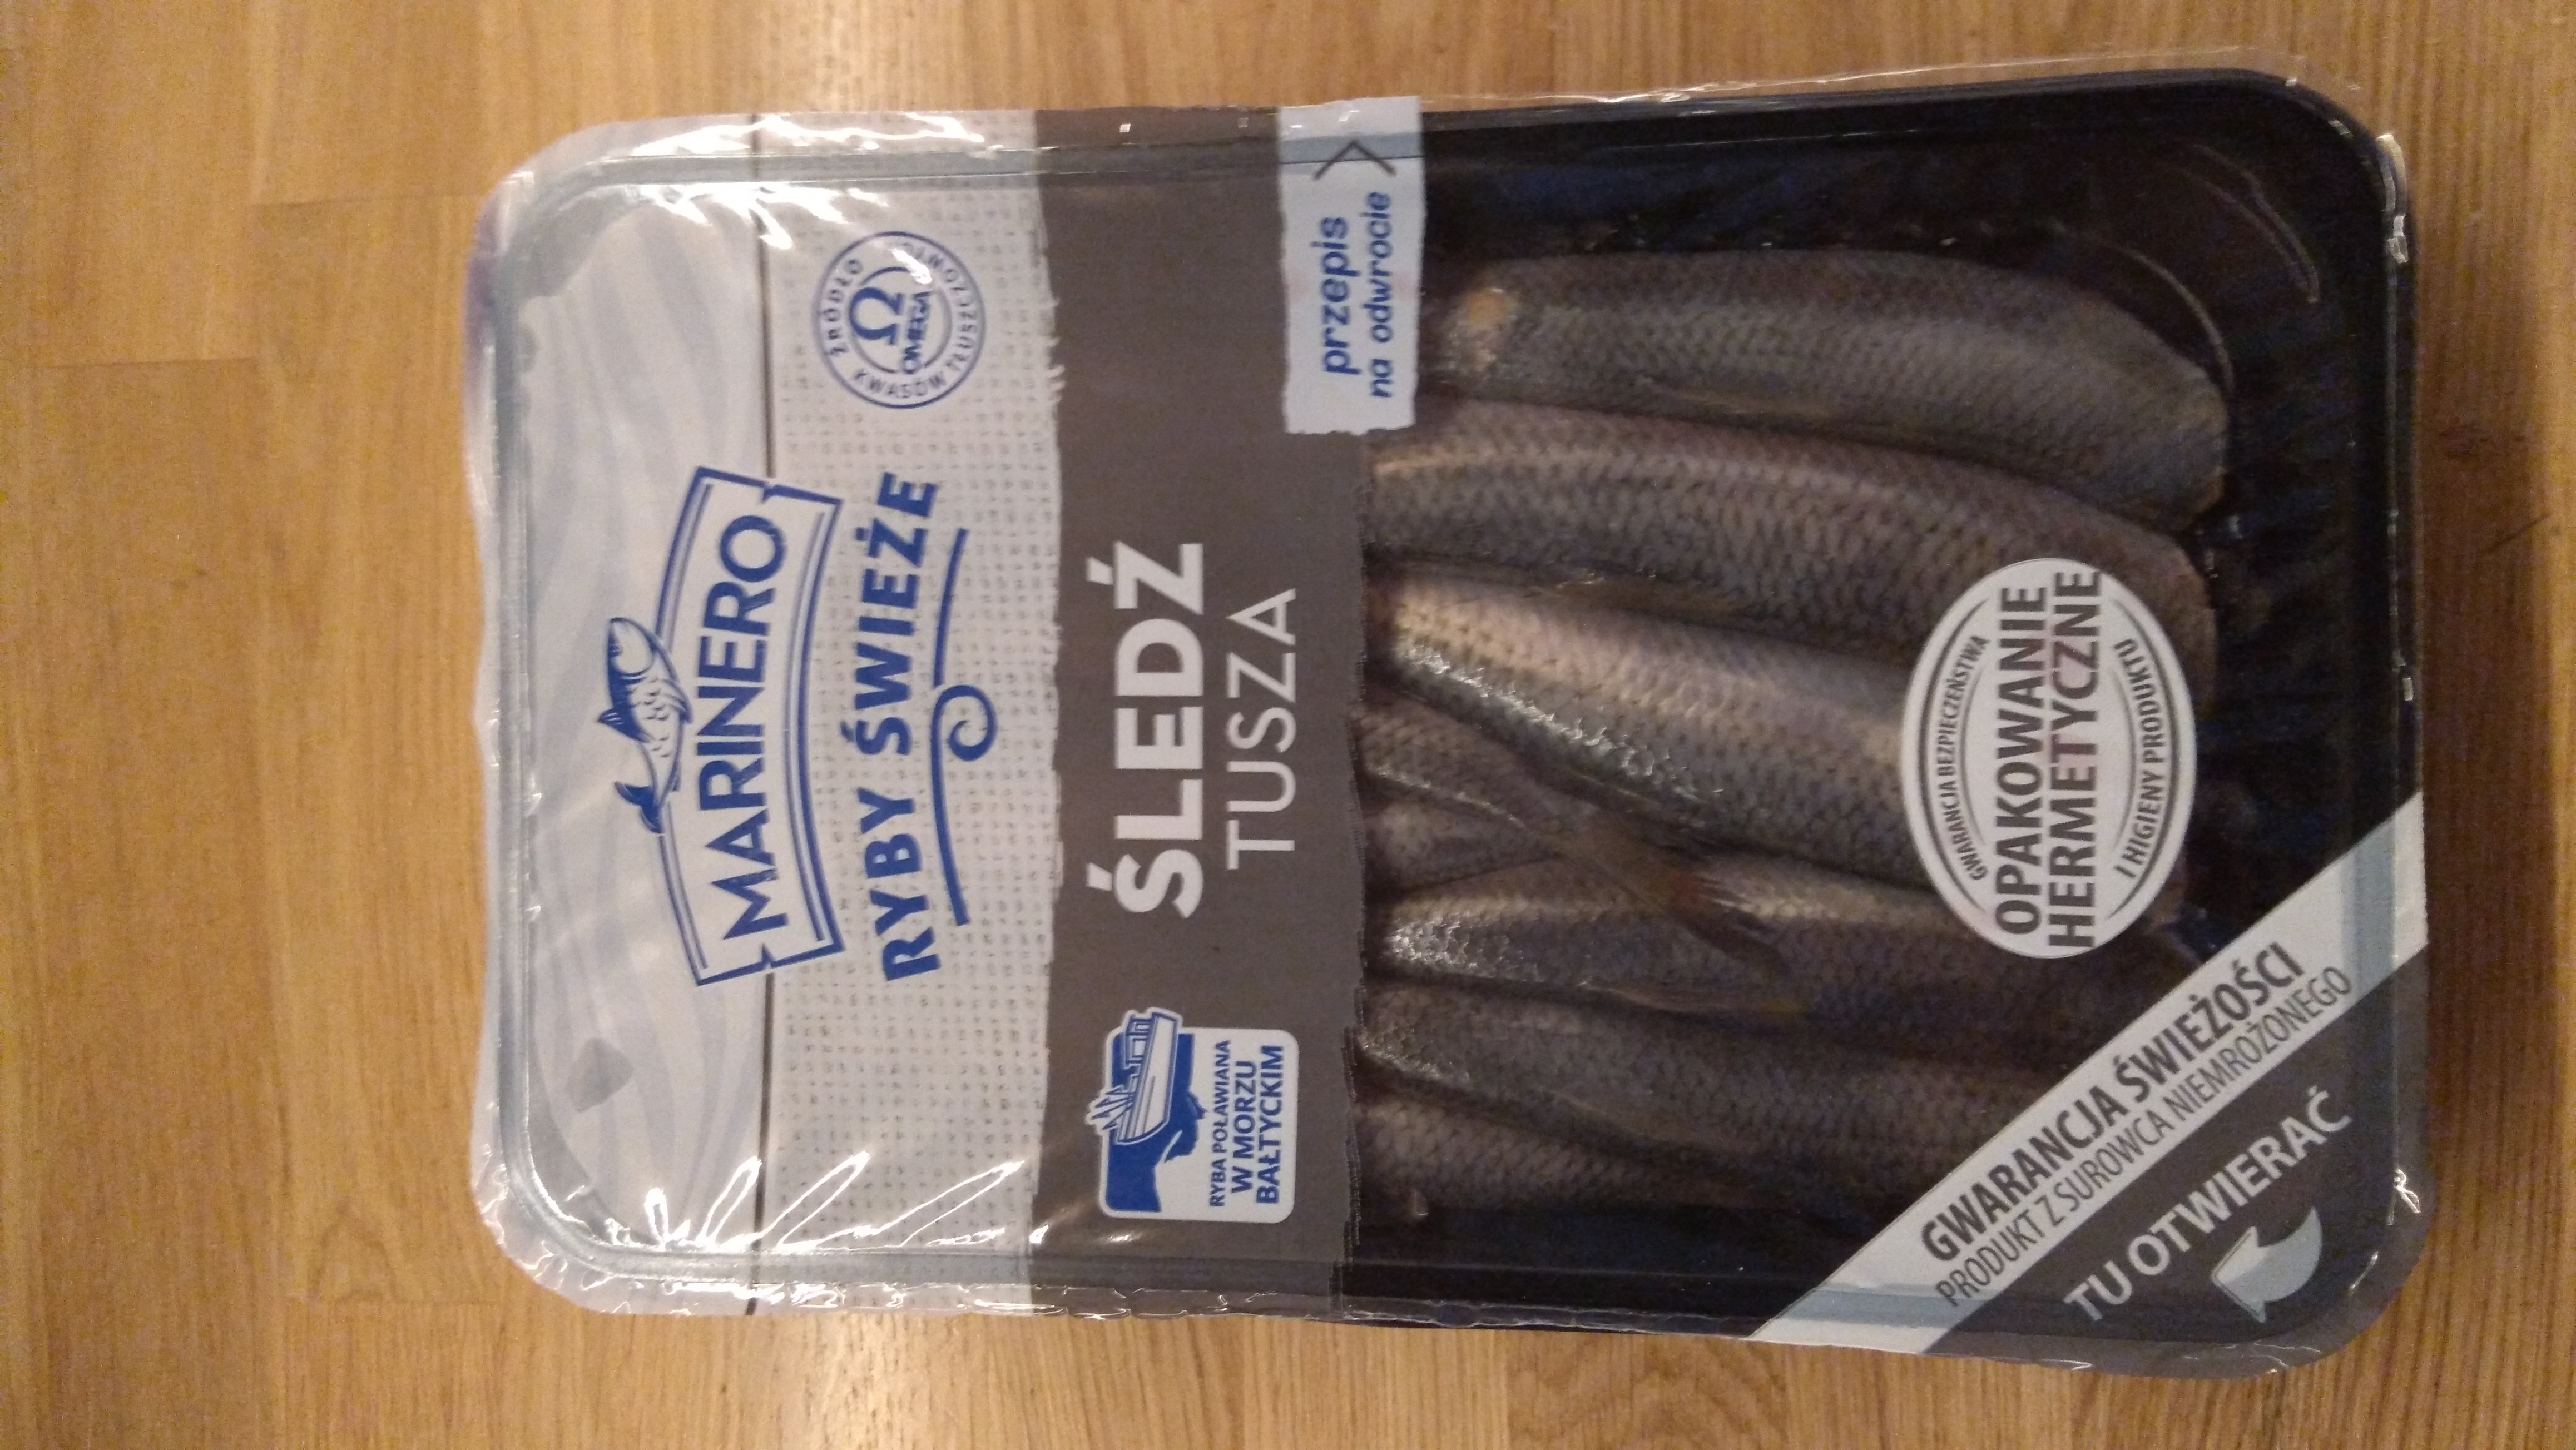 MARINERO
RYBY ŚWIEŻE
ŹRÓDŁO
KWASÓW TŁUSZCZOWYCH
Ω
OMEGA
ŚLEDŹ
TUSZA
RYBA POŁAWIANA
W MORZU
BAŁTYCKIM
przepis
na odwrocie
GWARANCJA BEZPIECZEŃSTWA
OPAKOWANIE
HERMETYCZNE
I HIGIENY PRODUKTU
GWARANCJA ŚWIEŻOŚCI
PRODUKT Z SUROWCA NIEMROŻONEGO
TU OTWIERAĆ